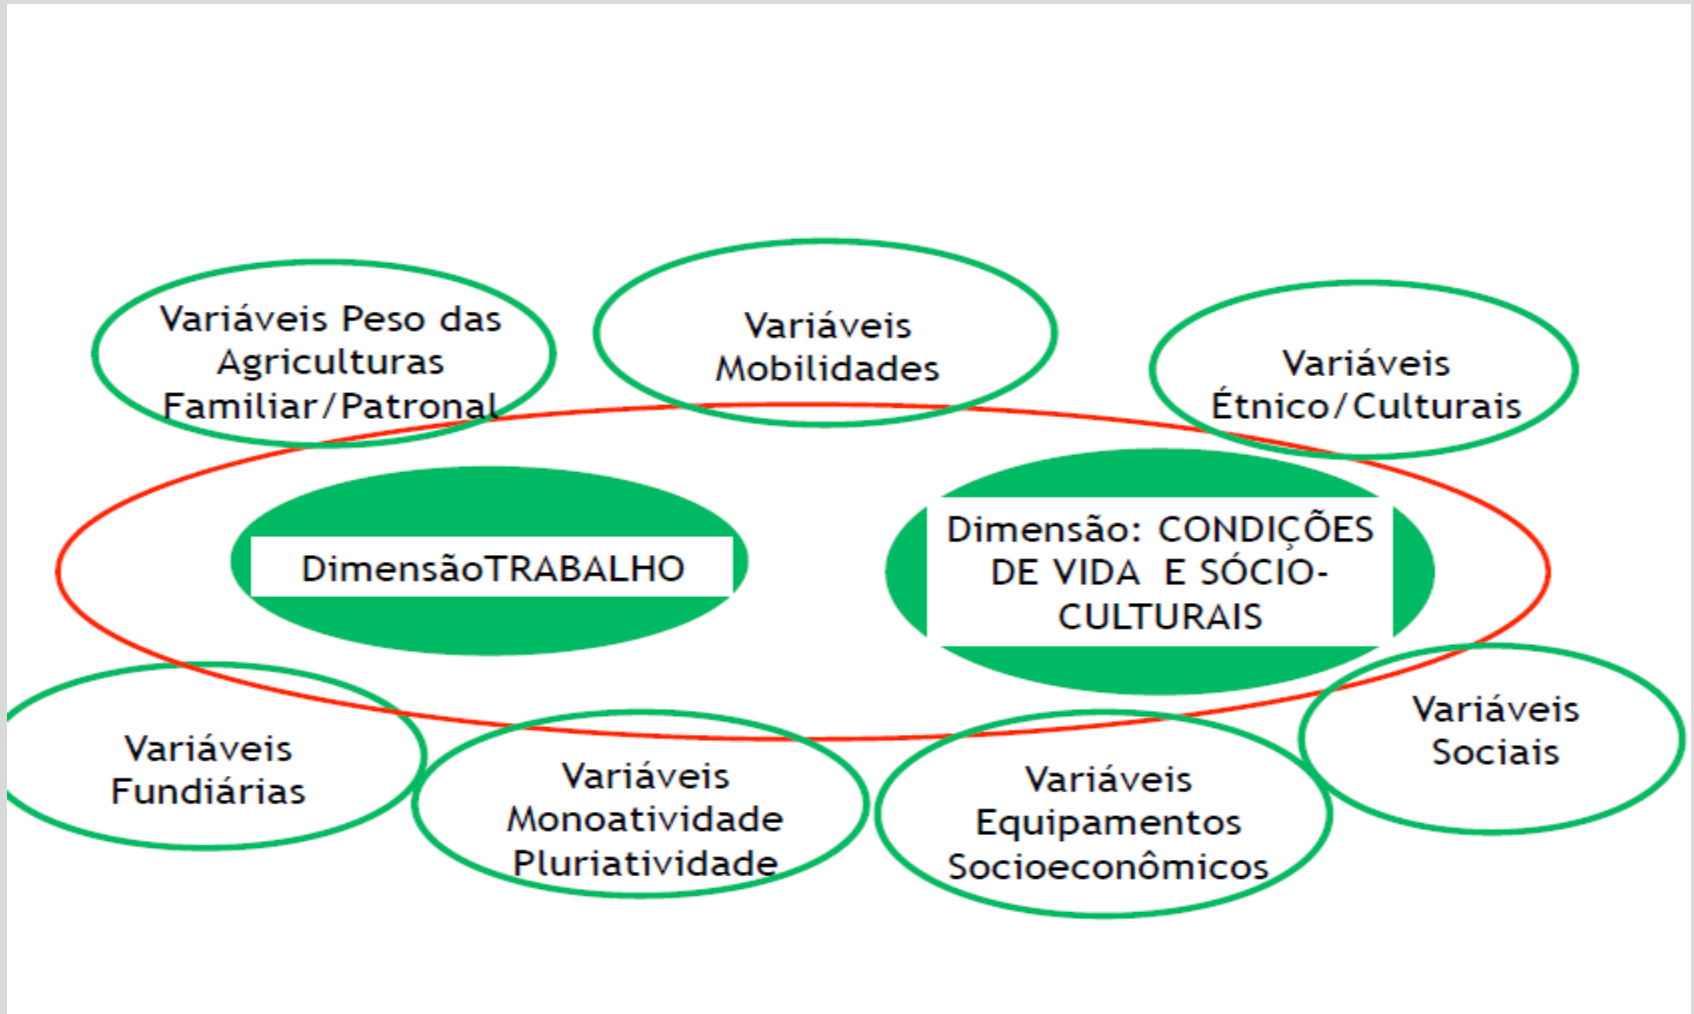 Variáveis Peso das
Agriculturas
Familiar/Patronal
Variáveis
Mobilidades
Variáveis
Étnico/Culturais
DimensãoTRABALHO
Dimensão: CONDIÇÕES
DE VIDA E SÓCIO-
CULTURAIS
Variáveis
Fundiárias
Variáveis
Monoatividade
Pluriatividade
Variáveis
Equipamentos
Socioeconômicos
Variáveis
Sociais